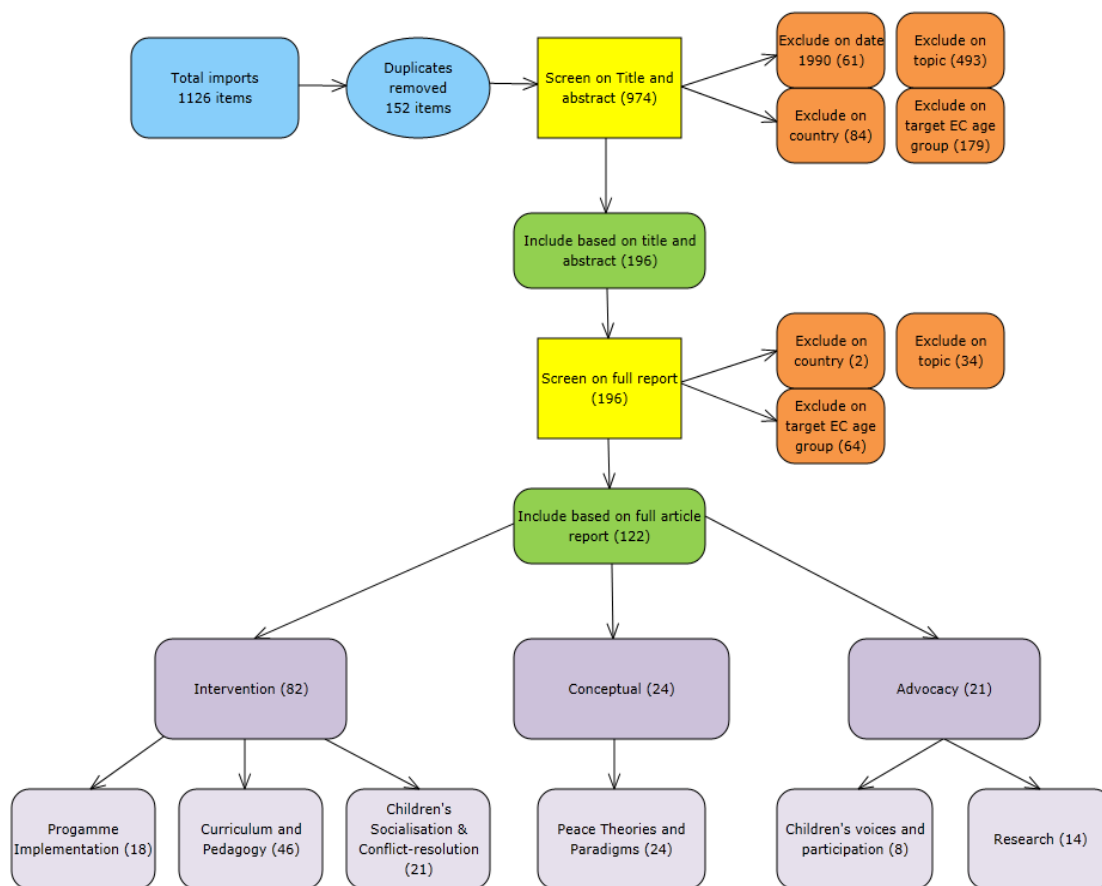 Total imports
1126 items
Duplicates
removed
152 items
Screen on Title and
abstract (974)
Exclude on date
1990 (61)
Exclude on
topic (493)
Exclude on
country (84)
Exclude on
target EC age
group (179)
Include based on title and
abstract (196)
Screen on full report
(196)
Exclude on
country (2)
Exclude on
topic (34)
Exclude on
target EC age
group (64)
Include based on full article
report (122)
Intervention (82)
Conceptual (24)
Advocacy (21)
Progamme
Implementation (18)
Curriculum and
Pedagogy (46)
Children's
Socialisation &
Conflict-resolution
(21)
Peace Theories and
Paradigms (24)
Children's voices and
participation (8)
Research (14)